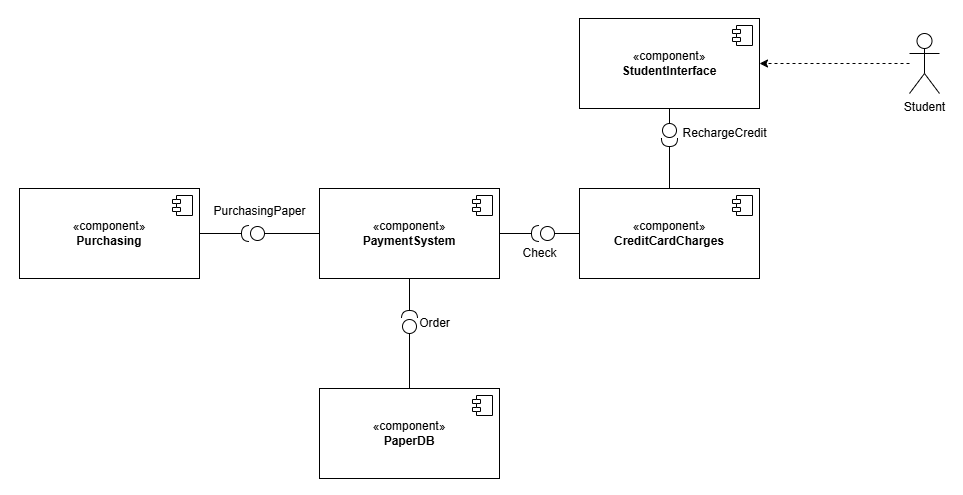 «component»
StudentInterface
Student
RechargeCredit
«component»
Purchasing
PurchasingPaper
«component»
PaymentSystem
Check
«component»
CreditCardCharges
Order
«component»
PaperDB